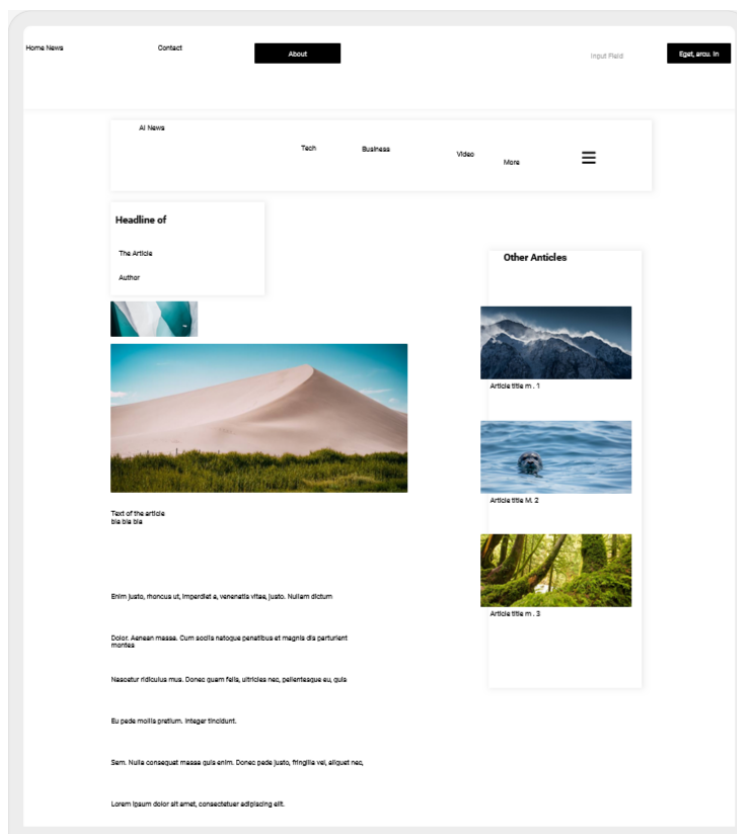 Home News
Contact
About
Input Field
Eget, arcu. In
AI News
Tech
Business
Video
More
Headline of
The Article
Author
Other Anticles
Article title m . 1
Article title M. 2
Article title m . 3
Text of the article
bla bla bla
Enim justo, rhoncus ut, imperdiet a, venenatis vitae, justo. Nullam dictum
Dolor. Aenean massa. Cum sociis natoque penatibus et magnis dis parturient
montes
Nascetur ridiculus mus. Donec quam felis, ultricies nec, pellentesque eu, quis
Eu pede mollis pretium. Integer tincidunt.
Sem. Nulla consequat massa quis enim. Donec pede justo, fringilla vel, aliquet nec,
Lorem ipsum dolor sit amet, consectetuer adipiscing elit.